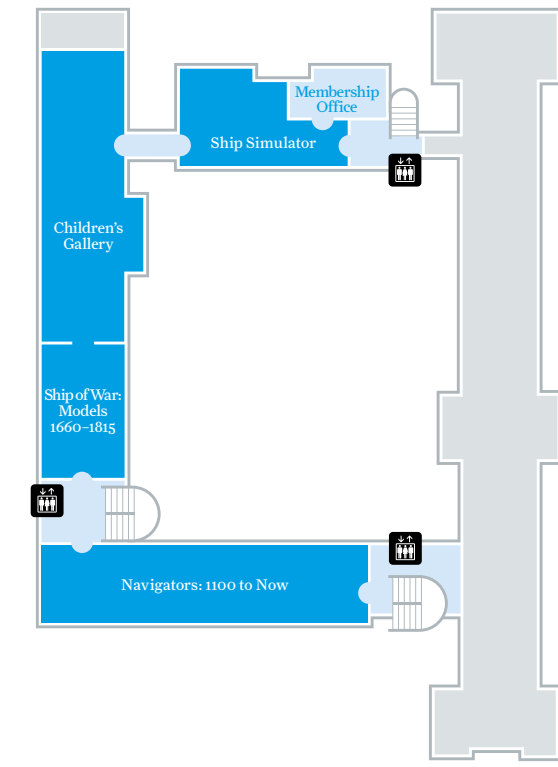 Membership
Office
Ship Simulator
Children’s
Gallery
Ship of War:
Models
1660–1815
Navigators: 1100 to Now